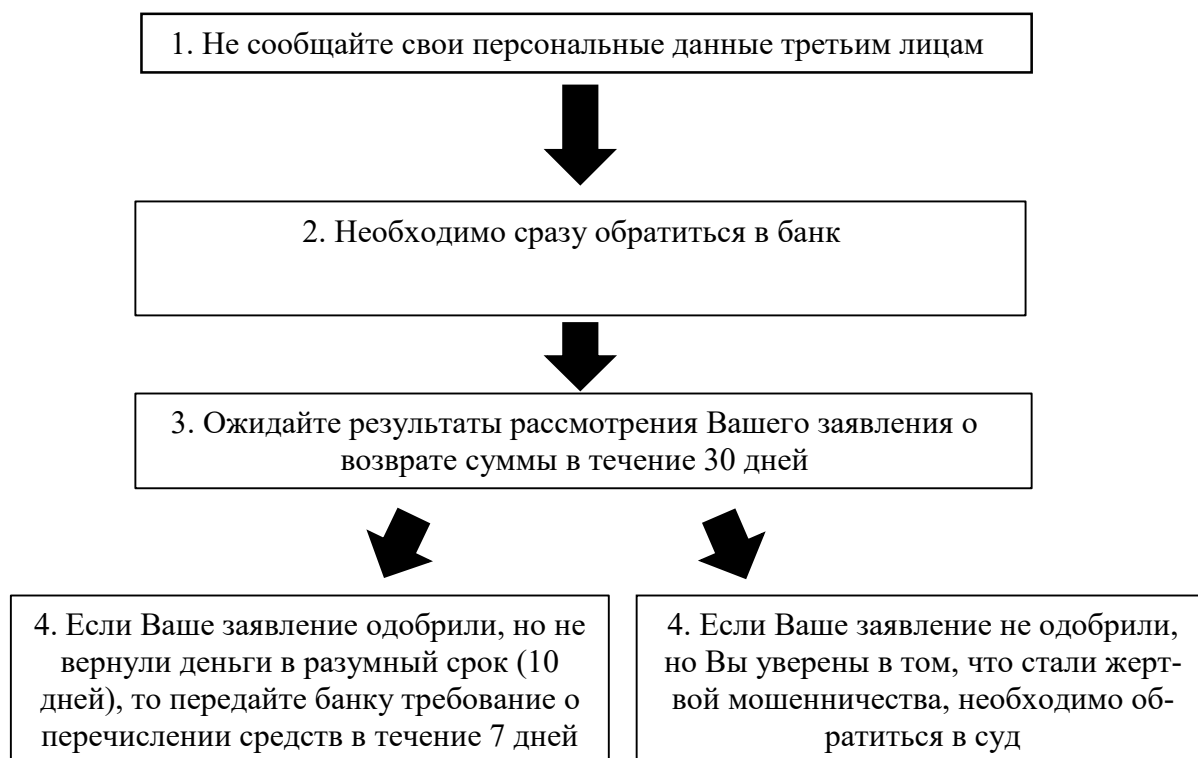 1. Не сообщайте свои персональные данные третьим лицам
2. Необходимо сразу обратиться в банк
3. Ожидайте результаты рассмотрения Вашего заявления о
возврате суммы в течение 30 дней
4. Если Ваше заявление одобрили, но не
вернули деньги в разумный срок (10
дней), то передайте банку требование о
перечислении средств в течение 7 дней
4. Если Ваше заявление не одобрили,
но Вы уверены в том, что стали жерт-
вой мошенничества, необходимо об-
ратиться в суд